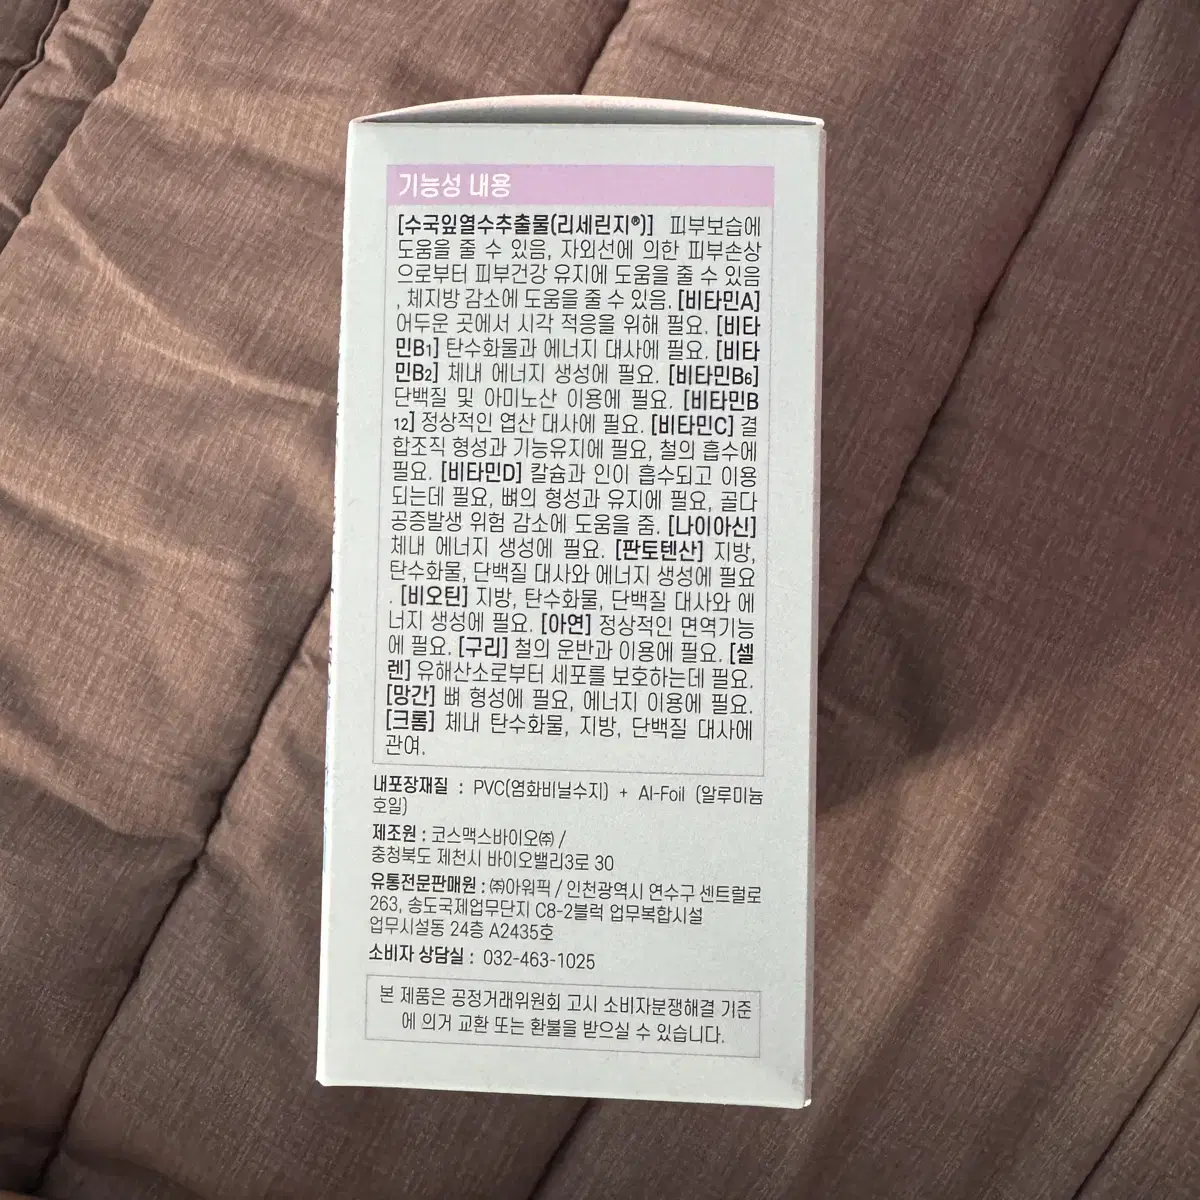 기능성 내용
[수국잎열수추출물(리세린지®)] 피부보습에
도움을 줄 수 있음, 자외선에 의한 피부손상
으로부터 피부건강 유지에 도움을 줄 수 있음
, 체지방 감소에 도움을 줄 수 있음. [비타민A]
어두운 곳에서 시각 적응을 위해 필요. [비타
민B1] 탄수화물과 에너지 대사에 필요. [비타
민B2] 체내 에너지 생성에 필요. [비타민B6]
단백질 및 아미노산 이용에 필요. [비타민B
12] 정상적인 엽산 대사에 필요. [비타민C] 결
합조직 형성과 기능유지에 필요, 철의 흡수에
필요. [비타민D] 칼슘과 인이 흡수되고 이용
되는데 필요, 뼈의 형성과 유지에 필요, 골다
공증발생 위험 감소에 도움을 줌. [나이아신]
체내 에너지 생성에 필요. [판토텐산] 지방,
탄수화물, 단백질 대사와 에너지 생성에 필요
. [비오틴] 지방, 탄수화물, 단백질 대사와 에
너지 생성에 필요. [아연] 정상적인 면역기능
에 필요. [구리] 철의 운반과 이용에 필요. [셀
렌] 유해산소로부터 세포를 보호하는데 필요.
[망간] 뼈 형성에 필요, 에너지 이용에 필요.
[크롬] 체내 탄수화물, 지방, 단백질 대사에
관여.
내포장재질 : PVC(염화비닐수지) + Al-Foil (알루미늄
호일)
제조원 : 코스맥스바이오㈜ /
충청북도 제천시 바이오밸리3로 30
유통전문판매원 : ㈜아워픽 / 인천광역시 연수구 센트럴로
263, 송도국제업무단지 C8-2블럭 업무복합시설
업무시설동 24층 A2435호
소비자 상담실 : 032-463-1025
본 제품은 공정거래위원회 고시 소비자분쟁해결 기준
에 의거 교환 또는 환불을 받으실 수 있습니다.